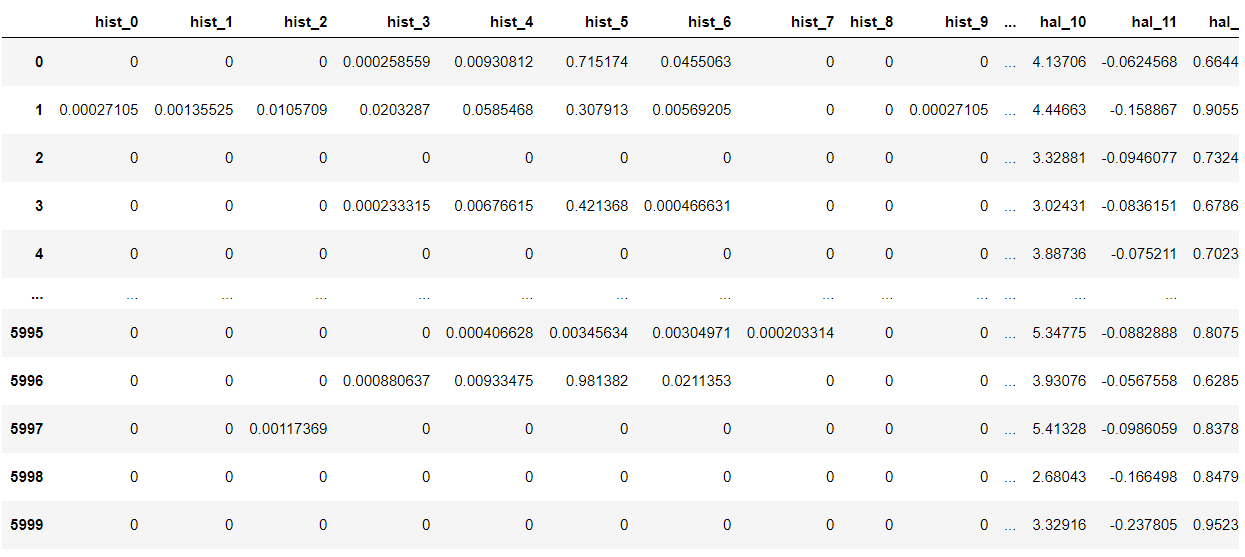 hist_0 hist_1 hist_2 hist_3 hist_4 hist_5 hist_6 hist_7 hist_8 hist_9 ... hal_10 hal_11 hal_
0 0 0 0 0.000258559 0.00930812 0.715174 0.0455063 0 0 0 ... 4.13706 -0.0624568 0.6644
1 0.00027105 0.00135525 0.0105709 0.0203287 0.0585468 0.307913 0.00569205 0 0 0.00027105 ... 4.44663 -0.158867 0.9055
2 0 0 0 0 0 0 0 0 0 0 ... 3.32881 -0.0946077 0.7324
3 0 0 0 0.000233315 0.00676615 0.421368 0.000466631 0 0 0 ... 3.02431 -0.0836151 0.6786
4 0 0 0 0 0 0 0 0 0 0 ... 3.88736 -0.075211 0.7023
... ... ... ... ... ... ... ... ... ... ... ... ... ...
5995 0 0 0 0 0.000406628 0.00345634 0.00304971 0.000203314 0 0 ... 5.34775 -0.0882888 0.8075
5996 0 0 0 0.000880637 0.00933475 0.981382 0.0211353 0 0 0 ... 3.93076 -0.0567558 0.6285
5997 0 0 0.00117369 0 0 0 0 0 0 0 ... 5.41328 -0.0986059 0.8378
5998 0 0 0 0 0 0 0 0 0 0 ... 2.68043 -0.166498 0.8479
5999 0 0 0 0 0 0 0 0 0 0 ... 3.32916 -0.237805 0.9523